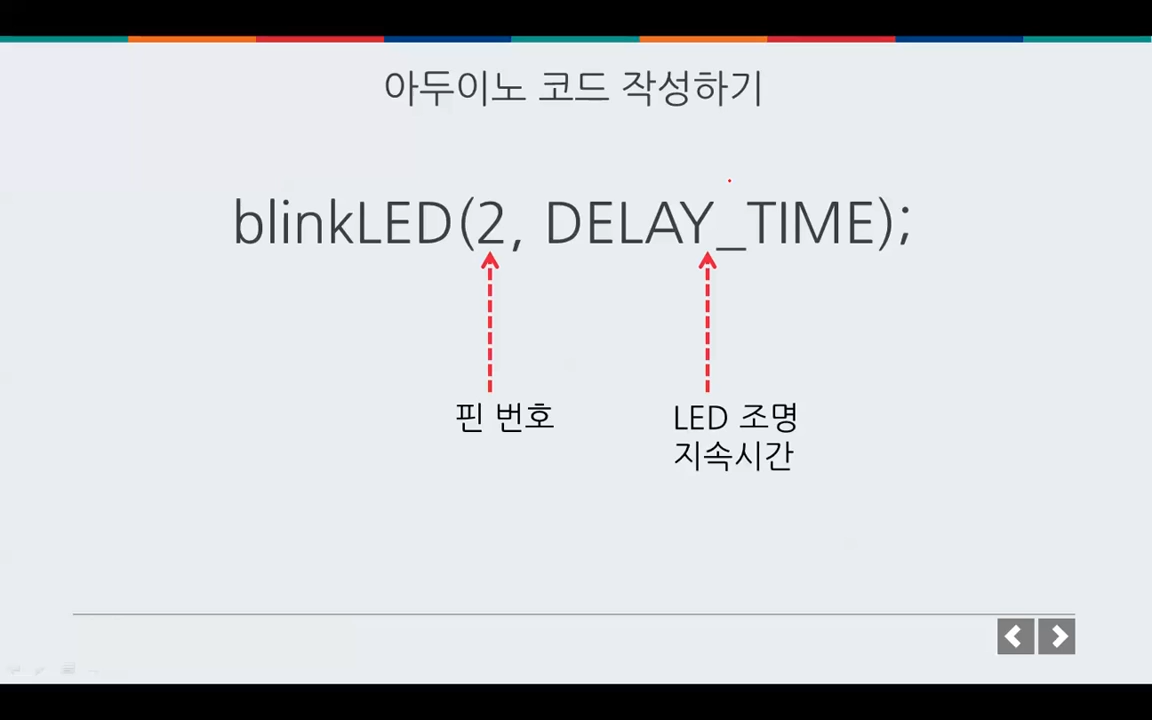 아두이노 코드 작성하기
blinkLED(2, DELAY_TIME);
핀 번호
LED 조명
지속시간